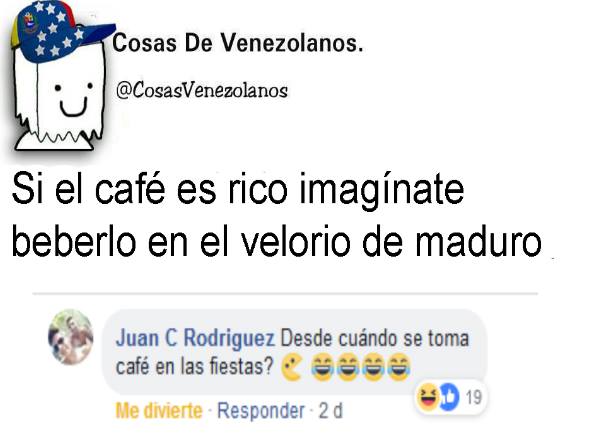 Cosas De Venezolanos.
@CosasVenezolanos
Si el café es rico imagínate
beberlo en el velorio de maduro
Juan C Rodriguez Desde cuándo se toma
café en las fiestas?
Me divierte · Responder · 2 d
19